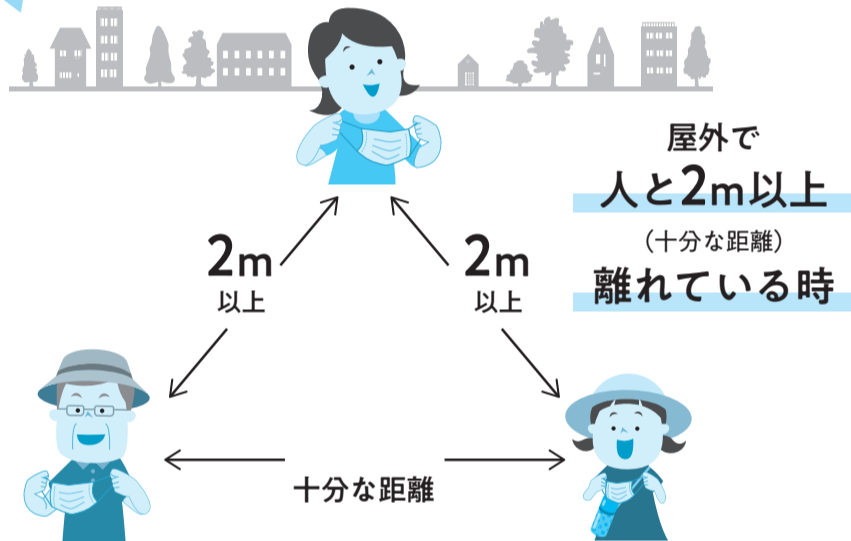 屋外で
人と2m以上
（十分な距離）
離れている時
2m
以上
2m
以上
十分な距離